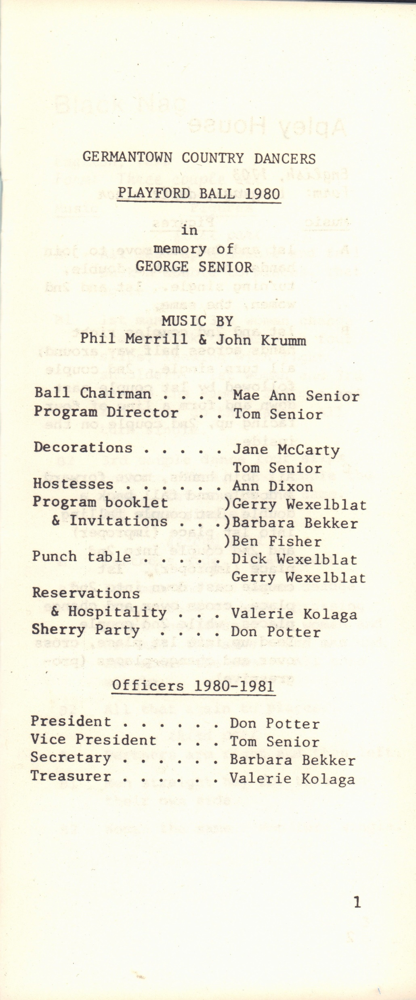 GERMANTOWN COUNTRY DANCERS
PLAYFORD BALL 1980
in
memory of
GEORGE SENIOR
MUSIC BY
Phil Merrill & John Krumm
Ball Chairman . . . . Mae Ann Senior
Program Director . . Tom Senior
Decorations . . . . . Jane McCarty
Tom Senior
Hostesses . . . . . . Ann Dixon
Program booklet )Gerry Wexelblat
& Invitations . . .)Barbara Bekker
)Ben Fisher
Punch table . . . . . Dick Wexelblat
Gerry Wexelblat
Reservations
& Hospitality . . . Valerie Kolaga
Sherry Party . . . . Don Potter
Officers 1980-1981
President . . . . . . Don Potter
Vice President . . . Tom Senior
Secretary . . . . . . Barbara Bekker
Treasurer . . . . . . Valerie Kolaga
1